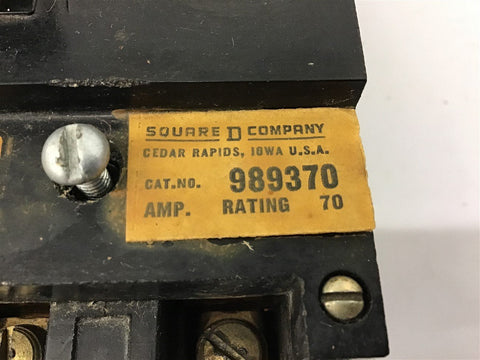 SQUARE D COMPANY
CEDAR RAPIDS, IOWA U.S.A.
CAT. NO. 989370
AMP. RATING 70